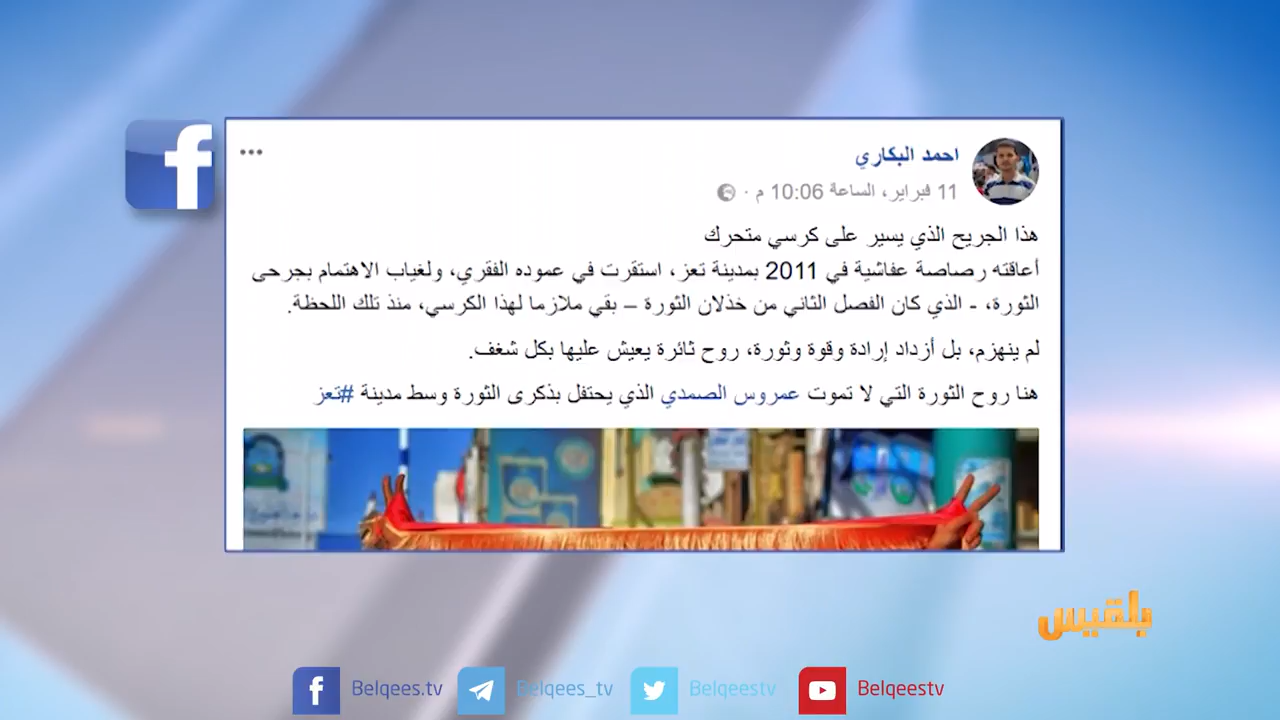 احمد البكاري
11 فبراير، الساعة 10:06 م ·
هذا الجريح الذي يسير على كرسي متحرك
أعاقته رصاصة عفاشية في 2011 بمدينة تعز، استقرت في عموده الفقري، ولغياب الاهتمام بجرحى
الثورة، - الذي كان الفصل الثاني من خذلان الثورة – بقي ملازما لهذا الكرسي، منذ تلك اللحظة.
لم ينهزم، بل أزداد إرادة وقوة وثورة، روح ثائرة يعيش عليها بكل شغف.
هنا روح الثورة التي لا تموت عمروس الصمدي الذي يحتفل بذكرى الثورة وسط مدينة #تعز
بلقيس
Belqees.tv
Belqees_tv
Belqeestv
Belqeestv